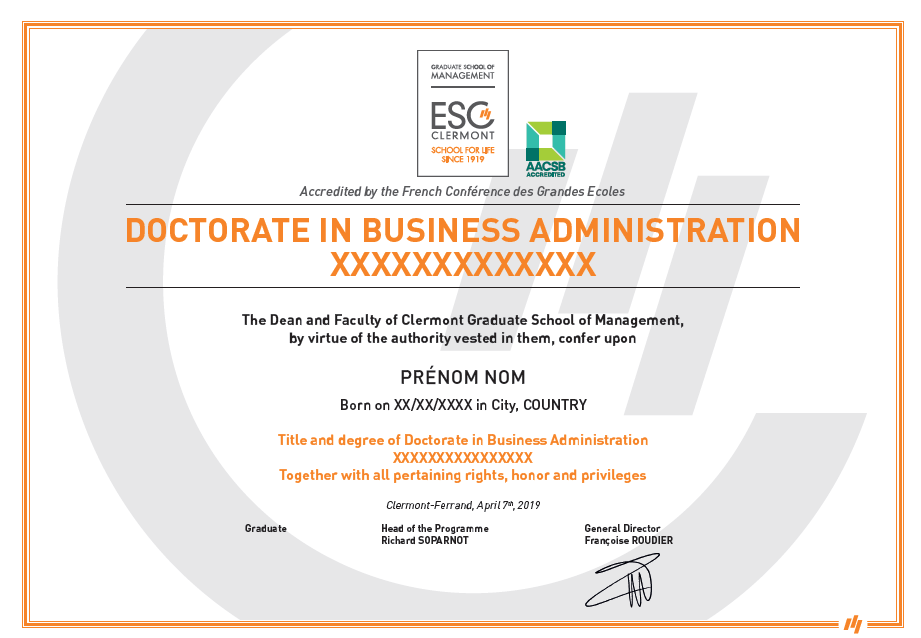 GRADUATE SCHOOL OF
MANAGEMENT
ESC
CLERMONT
SCHOOL FOR LIFE
SINCE 1919
AACSB
ACCREDITED
Accredited by the French Conférence des Grandes Ecoles
DOCTORATE IN BUSINESS ADMINISTRATION
XXXXXXXXXXXXX
The Dean and Faculty of Clermont Graduate School of Management,
by virtue of the authority vested in them, confer upon
PRÉNOM NOM
Born on XX/XX/XXXX in City, COUNTRY
Title and degree of Doctorate in Business Administration
XXXXXXXXXXXXXXXX
Together with all pertaining rights, honor and privileges
Clermont-Ferrand, April 7th, 2019
Graduate
Head of the Programme
Richard SOPARNOT
General Director
Françoise ROUDIER